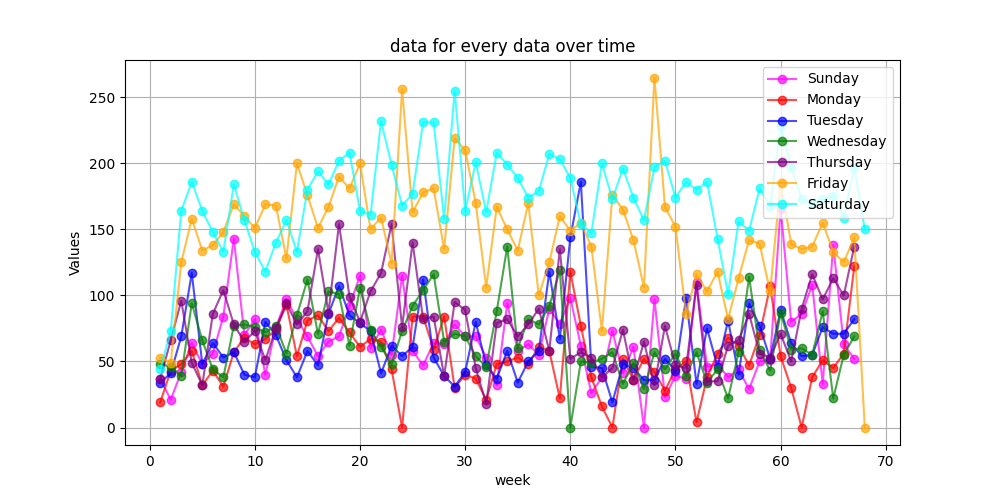 data for every data over time
250
200
150
100
50
0
Values
0 10 20 30 40 50 60 70
week
Sunday
Monday
Tuesday
Wednesday
Thursday
Friday
Saturday